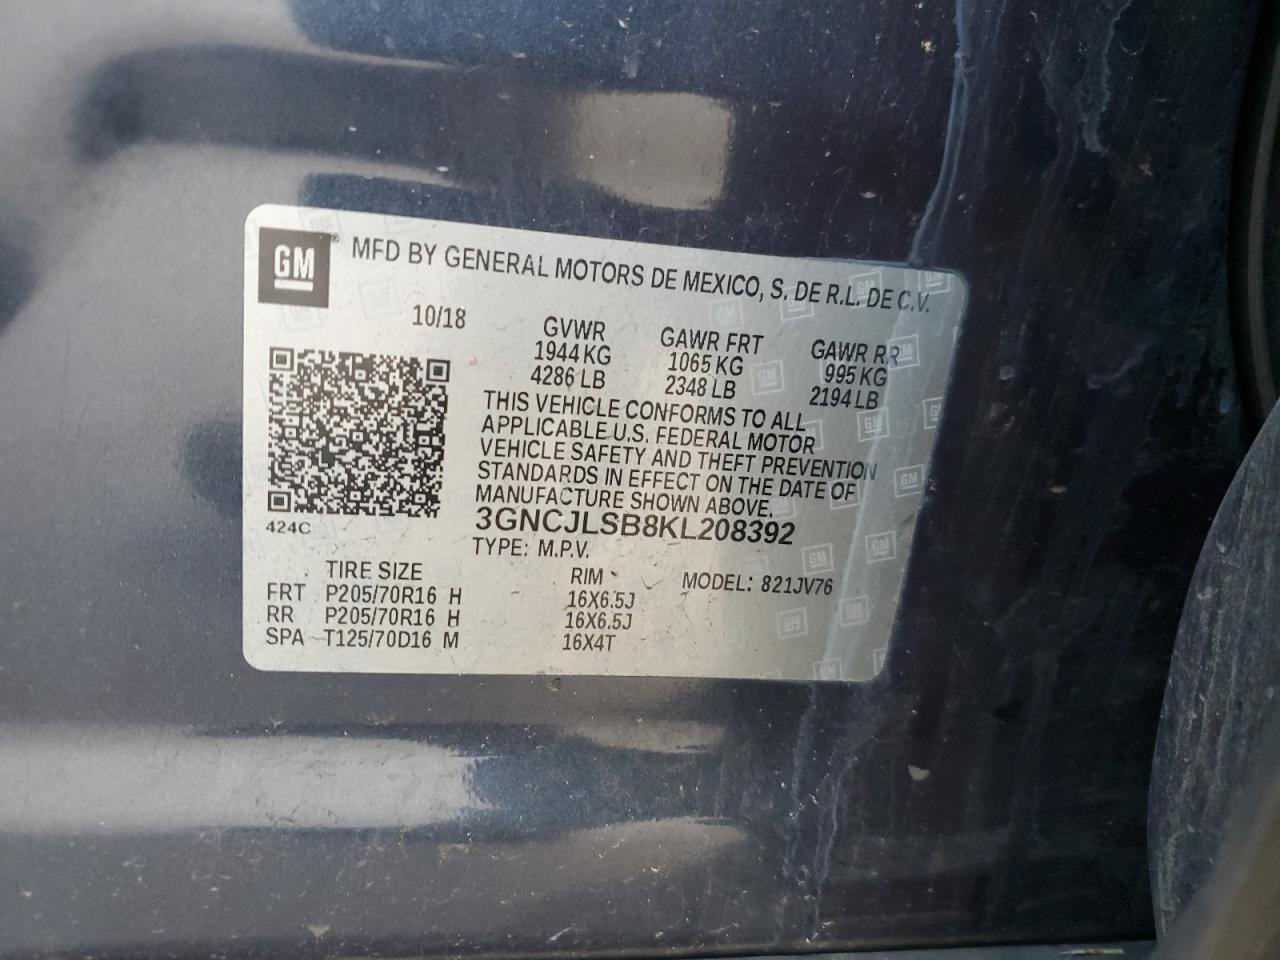 GM
MFD BY GENERAL MOTORS DE MEXICO, S. DE R.L. DE C.V.
10/18
GVWR GAWR FRT GAWR RR
1944 KG 1065 KG 995 KG
4286 LB 2348 LB 2194 LB
THIS VEHICLE CONFORMS TO ALL
APPLICABLE U.S. FEDERAL MOTOR
VEHICLE SAFETY AND THEFT PREVENTION
STANDARDS IN EFFECT ON THE DATE OF
MANUFACTURE SHOWN ABOVE.
424C
3GNCJLSB8KL208392
TYPE: M.P.V.
TIRE SIZE RIM MODEL: 821JV76
FRT P205/70R16 H 16X6.5J
RR P205/70R16 H 16X6.5J
SPA T125/70D16 M 16X4T